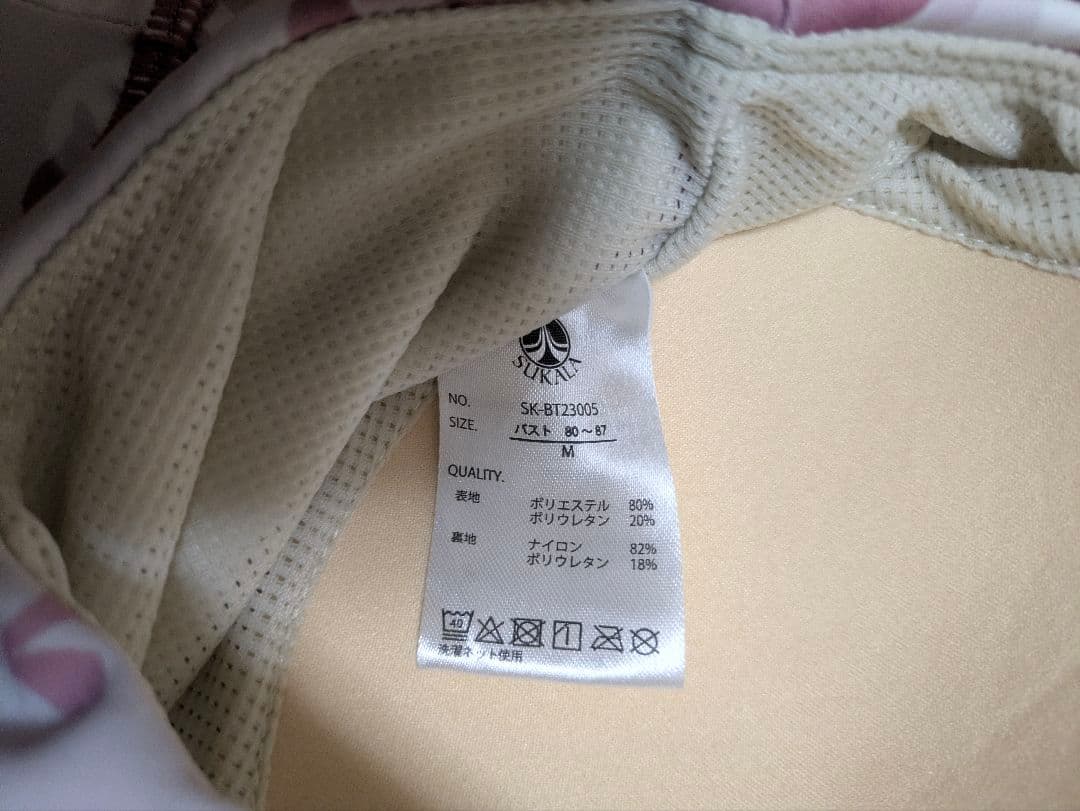 SUKALA
NO. SK-BT23005
SIZE. バスト 80～87
M
QUALITY.
表地 ポリエステル 80%
ポリウレタン 20%
裏地 ナイロン 82%
ポリウレタン 18%
40
洗濯ネット使用